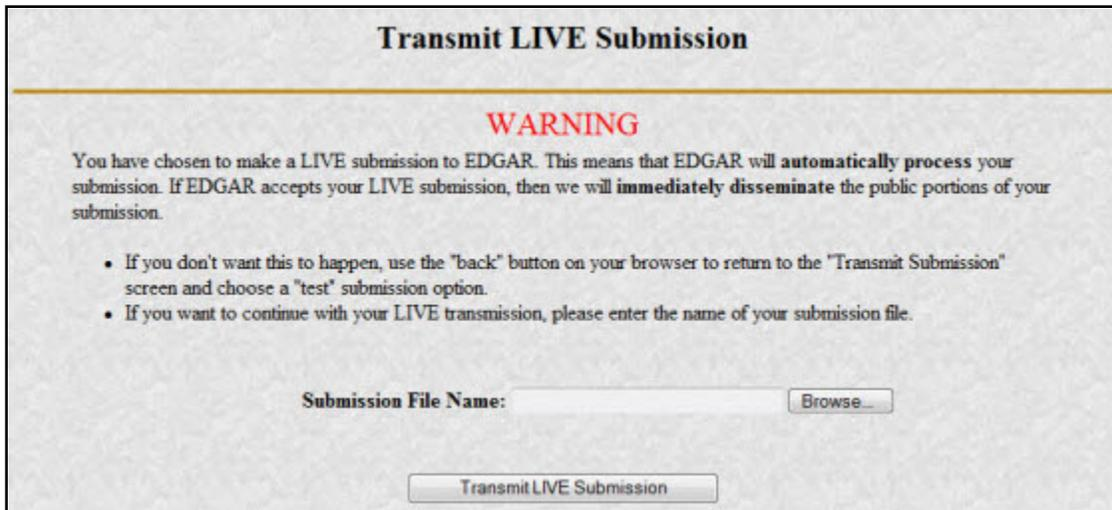 Transmit LIVE Submission
WARNING
You have chosen to make a LIVE submission to EDGAR. This means that EDGAR will automatically process your
submission. If EDGAR accepts your LIVE submission, then we will immediately disseminate the public portions of your
submission.
• If you don't want this to happen, use the "back" button on your browser to return to the "Transmit Submission"
screen and choose a "test" submission option.
• If you want to continue with your LIVE transmission, please enter the name of your submission file.
Submission File Name: Browse...
Transmit LIVE Submission